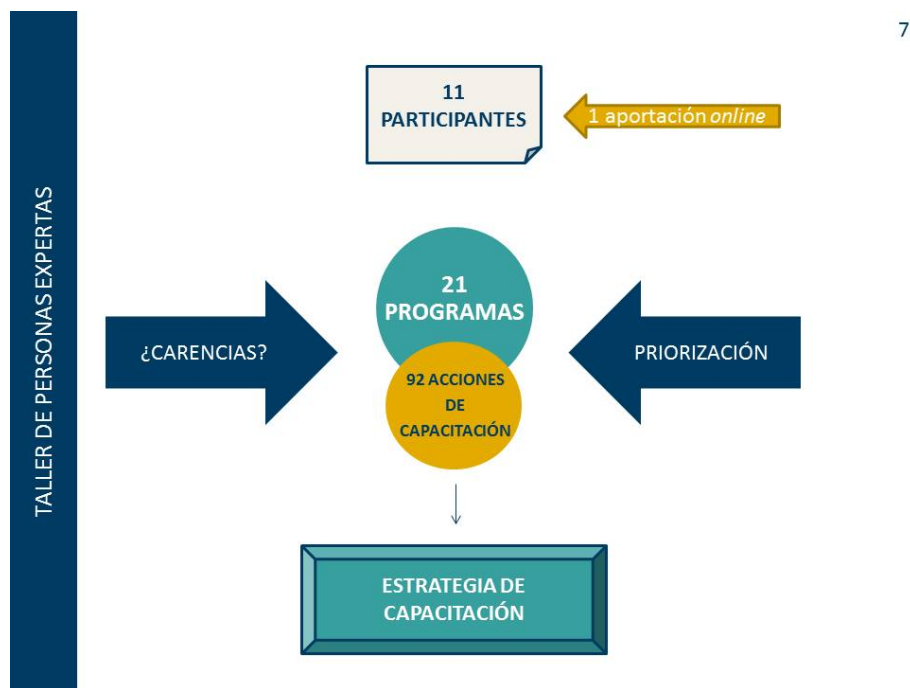 7
TALLER DE PERSONAS EXPERTAS
11
PARTICIPANTES
1 aportación online
¿CARENCIAS?
21
PROGRAMAS
92 ACCIONES
DE
CAPACITACIÓN
PRIORIZACIÓN
ESTRATEGIA DE
CAPACITACIÓN